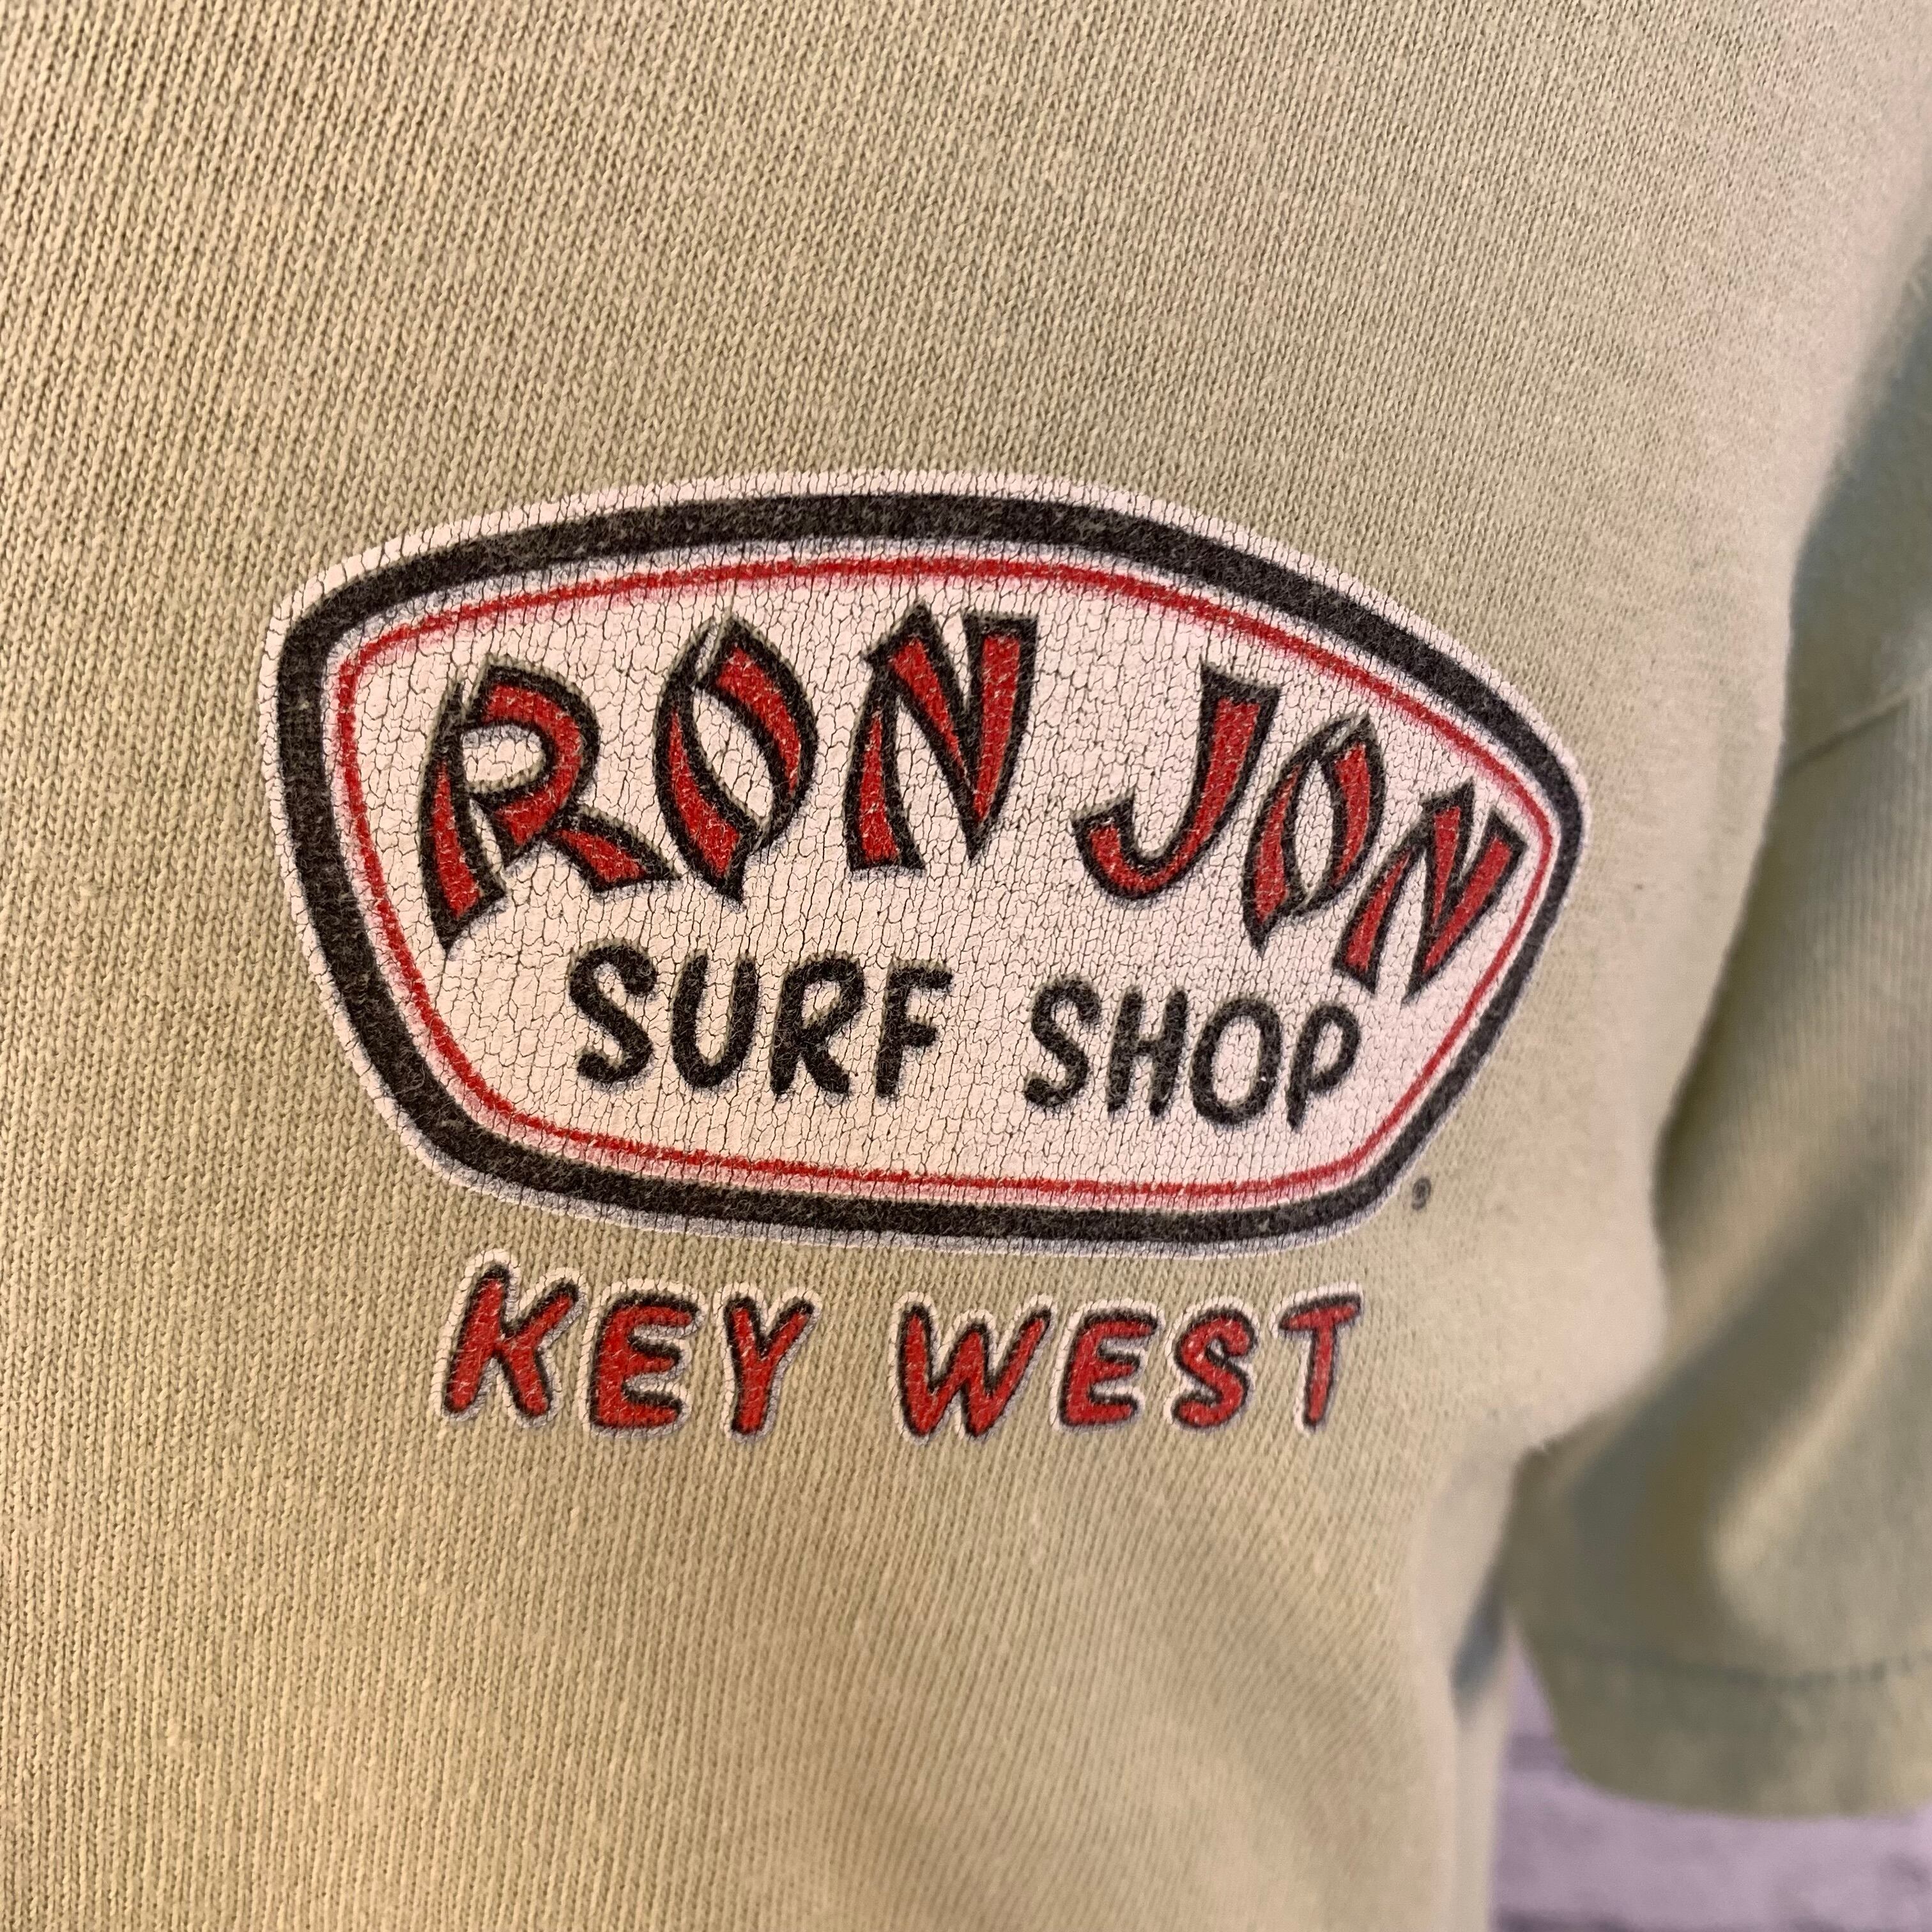 RON JON
SURF SHOP
®
KEY WEST